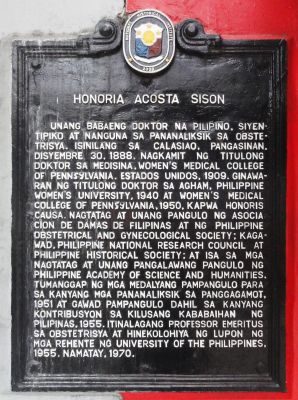 2003
HONORIA ACOSTA SISON
UNANG BABAENG DOKTOR NA PILIPINO, SIYEN-
TIPIKO AT NANGUNA SA PANANALIKSIK SA OBSTE-
TRISYA. ISINILANG SA CALASIAO, PANGASINAN,
DISYEMBRE 30, 1888. NAGKAMIT NG TITULONG
DOKTOR SA MEDISINA, WOMEN'S MEDICAL COLLEGE
OF PENNSYLVANIA, ESTADOS UNIDOS, 1909. GINAWA-
RAN NG TITULONG DOKTOR SA AGHAM, PHILIPPINE
WOMEN'S UNIVERSITY, 1940 AT WOMEN'S MEDICAL
COLLEGE OF PENNSYLVANIA, 1950, KAPWA HONORIS
CAUSA. NAGTATAG AT UNANG PANGULO NG ASOCIA
CION DE DAMAS DE FILIPINAS AT NG PHILIPPINE
OBSTETRICAL AND GYNECOLOGICAL SOCIETY; KAGA-
WAD, PHILIPPINE NATIONAL RESEARCH COUNCIL AT
PHILIPPINE HISTORICAL SOCIETY; AT ISA SA MGA
NAGTATAG AT UNANG PANGALAWANG PANGULO NG
PHILIPPINE ACADEMY OF SCIENCE AND HUMANITIES.
TUMANGGAP NG MGA MEDALYANG PAMPANGULO PARA
SA KANYANG MGA PANANALIKSIK SA PANGGAGAMOT,
1951 AT GAWAD PAMPANGULO DAHIL SA KANYANG
KONTRIBUSYON SA KILUSANG KABABAIHAN NG
PILIPINAS, 1955. ITINALAGANG PROFESSOR EMERITUS
SA OBSTETRISYA AT HINEKOLOHIYA NG LUPON NG
MGA REHENTE NG UNIVERSITY OF THE PHILIPPINES,
1955. NAMATAY, 1970.